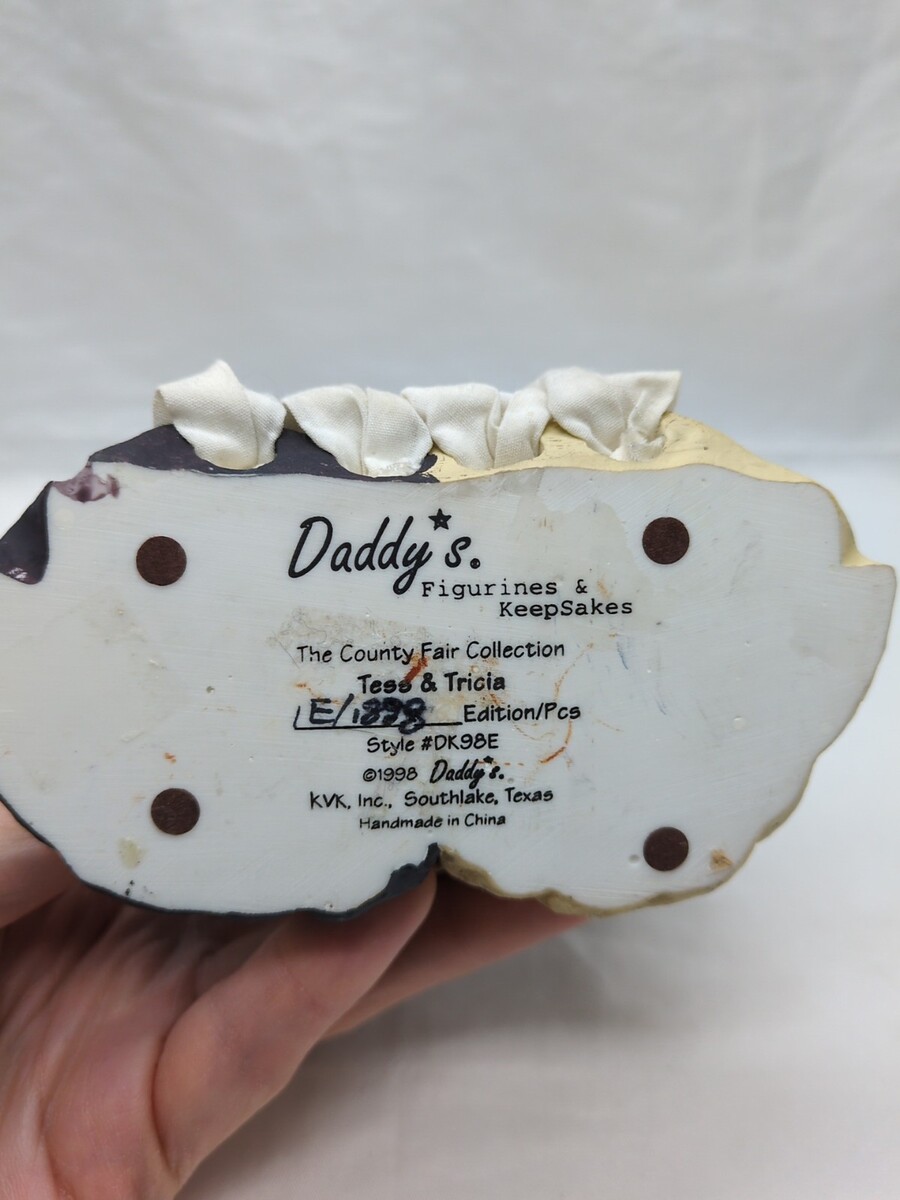 Daddy's.
Figurines &
KeepSakes
The County Fair Collection
Tess & Tricia
E/1898 Edition/Pcs
Style #DK98E
©1998 Daddy's.
KVK, Inc., Southlake, Texas
Handmade in China